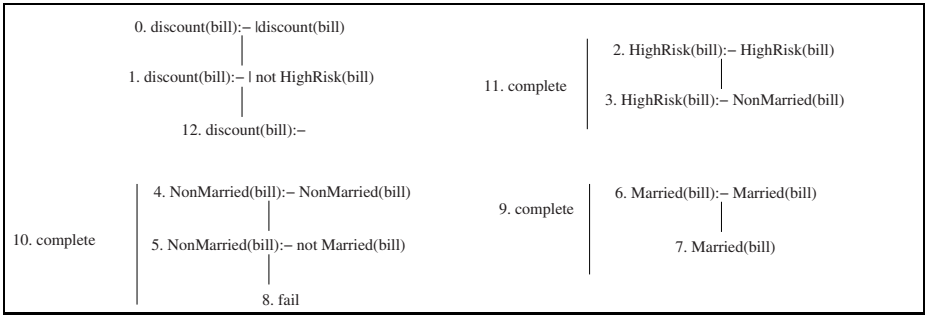 0. discount(bill):− |discount(bill)
1. discount(bill):− | not HighRisk(bill)
12. discount(bill):−
11. complete
2. HighRisk(bill):− HighRisk(bill)
3. HighRisk(bill):− NonMarried(bill)
10. complete
4. NonMarried(bill):− NonMarried(bill)
5. NonMarried(bill):− not Married(bill)
8. fail
9. complete
6. Married(bill):− Married(bill)
7. Married(bill)